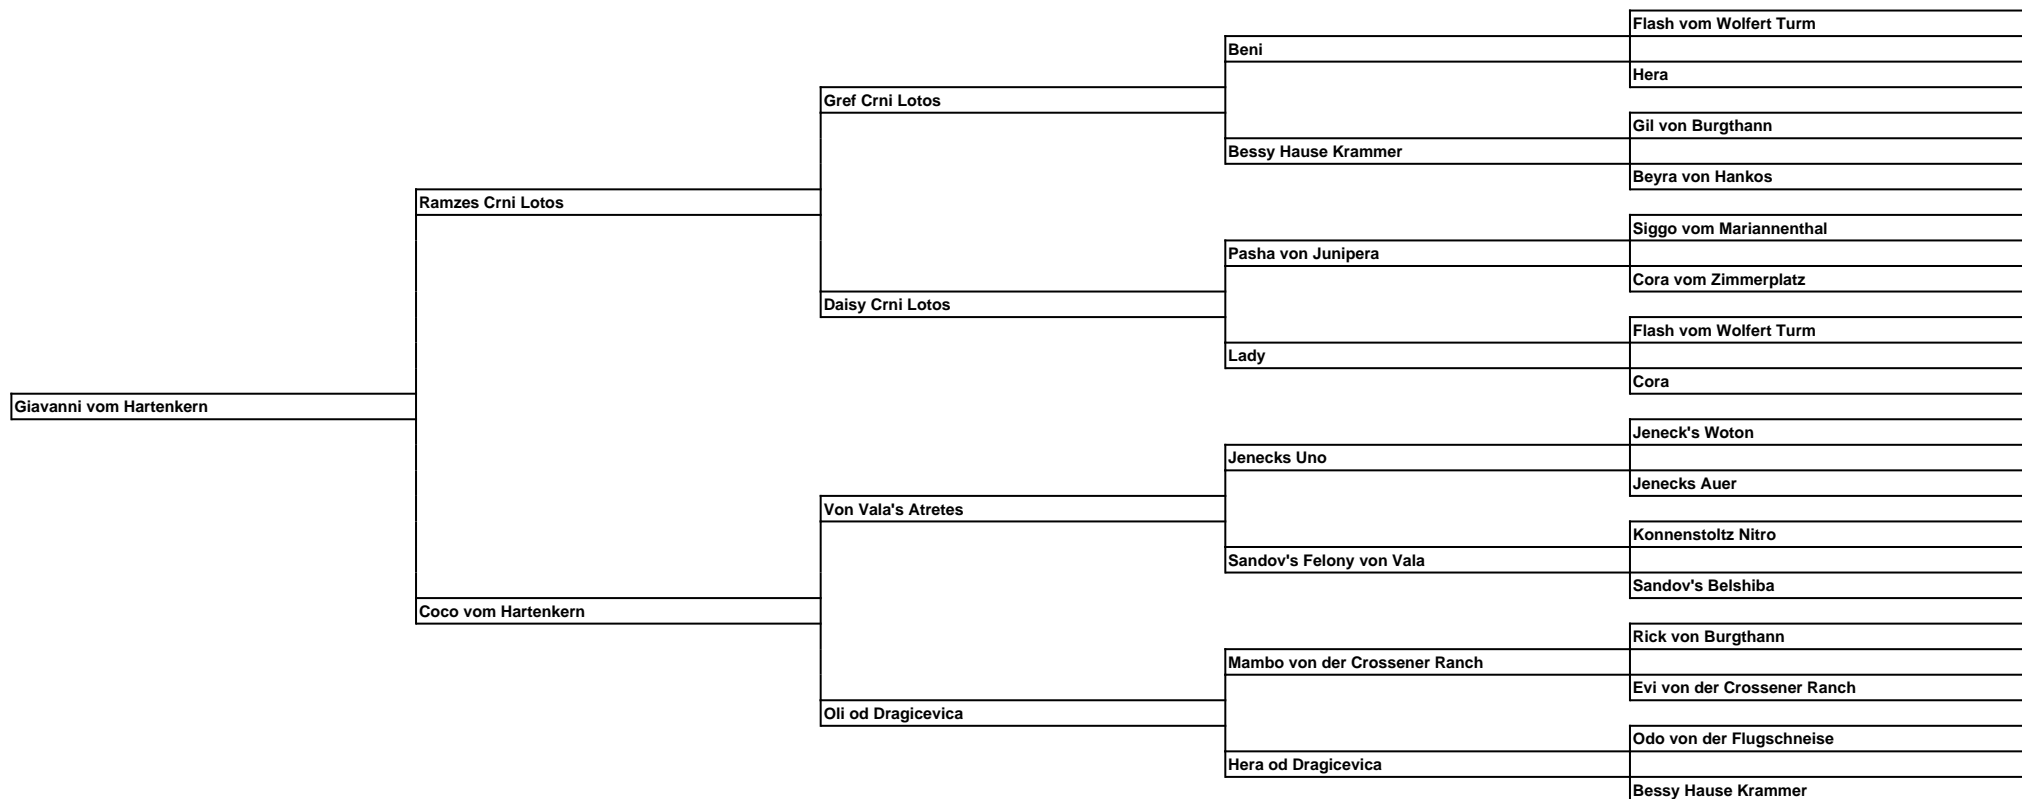 Flash vom Wolfert Turm
Beni
Hera
Gref Crni Lotos
Gil von Burgthann
Bessy Hause Krammer
Beyra von Hankos
Ramzes Crni Lotos
Siggo vom Mariannenthal
Pasha von Junipera
Cora vom Zimmerplatz
Daisy Crni Lotos
Flash vom Wolfert Turm
Lady
Cora
Giavanni vom Hartenkern
Jeneck's Woton
Jenecks Uno
Jenecks Auer
Von Vala's Atretes
Konnenstoltz Nitro
Sandov's Felony von Vala
Sandov's Belshiba
Coco vom Hartenkern
Rick von Burgthann
Mambo von der Crossener Ranch
Evi von der Crossener Ranch
Oli od Dragicevica
Odo von der Flugschneise
Hera od Dragicevica
Bessy Hause Krammer